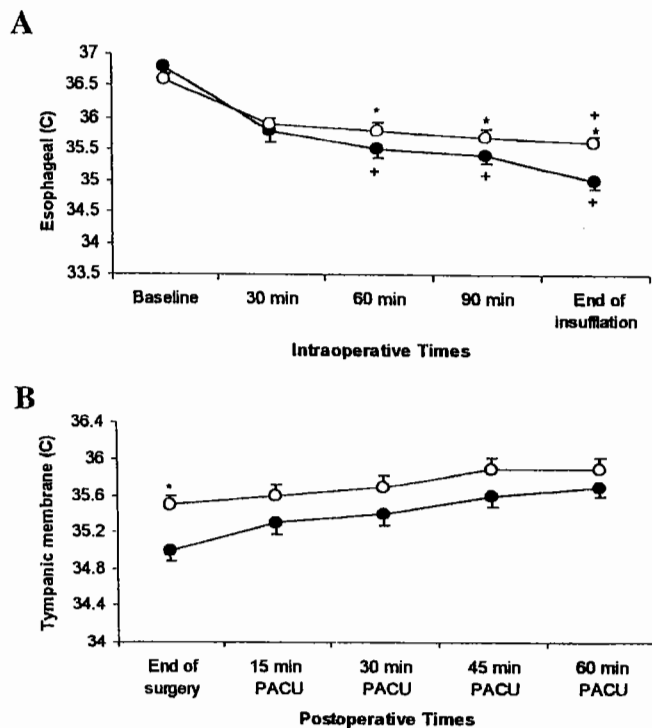 A
37
36.5
36
35.5
35
34.5
34
33.5
Esophageal (C)
* * + *
+ + +
Baseline 30 min 60 min 90 min End of
insufflation
Intraoperative Times
B
36.4
36
35.6
35.2
34.8
34.4
34
Tympanic membrane (C)
*
End of 15 min 30 min 45 min 60 min
surgery PACU PACU PACU PACU
Postoperative Times